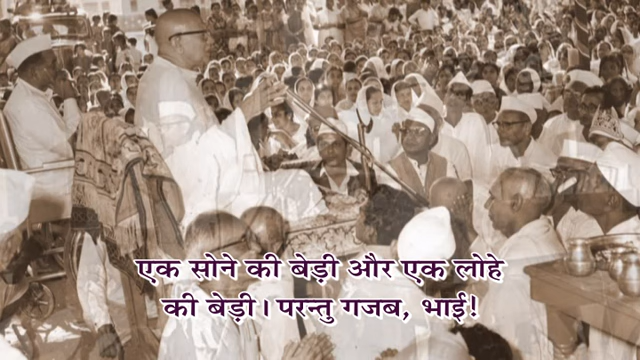 एक सोने की बेड़ी और एक लोहे
की बेड़ी। परन्तु गजब, भाई!